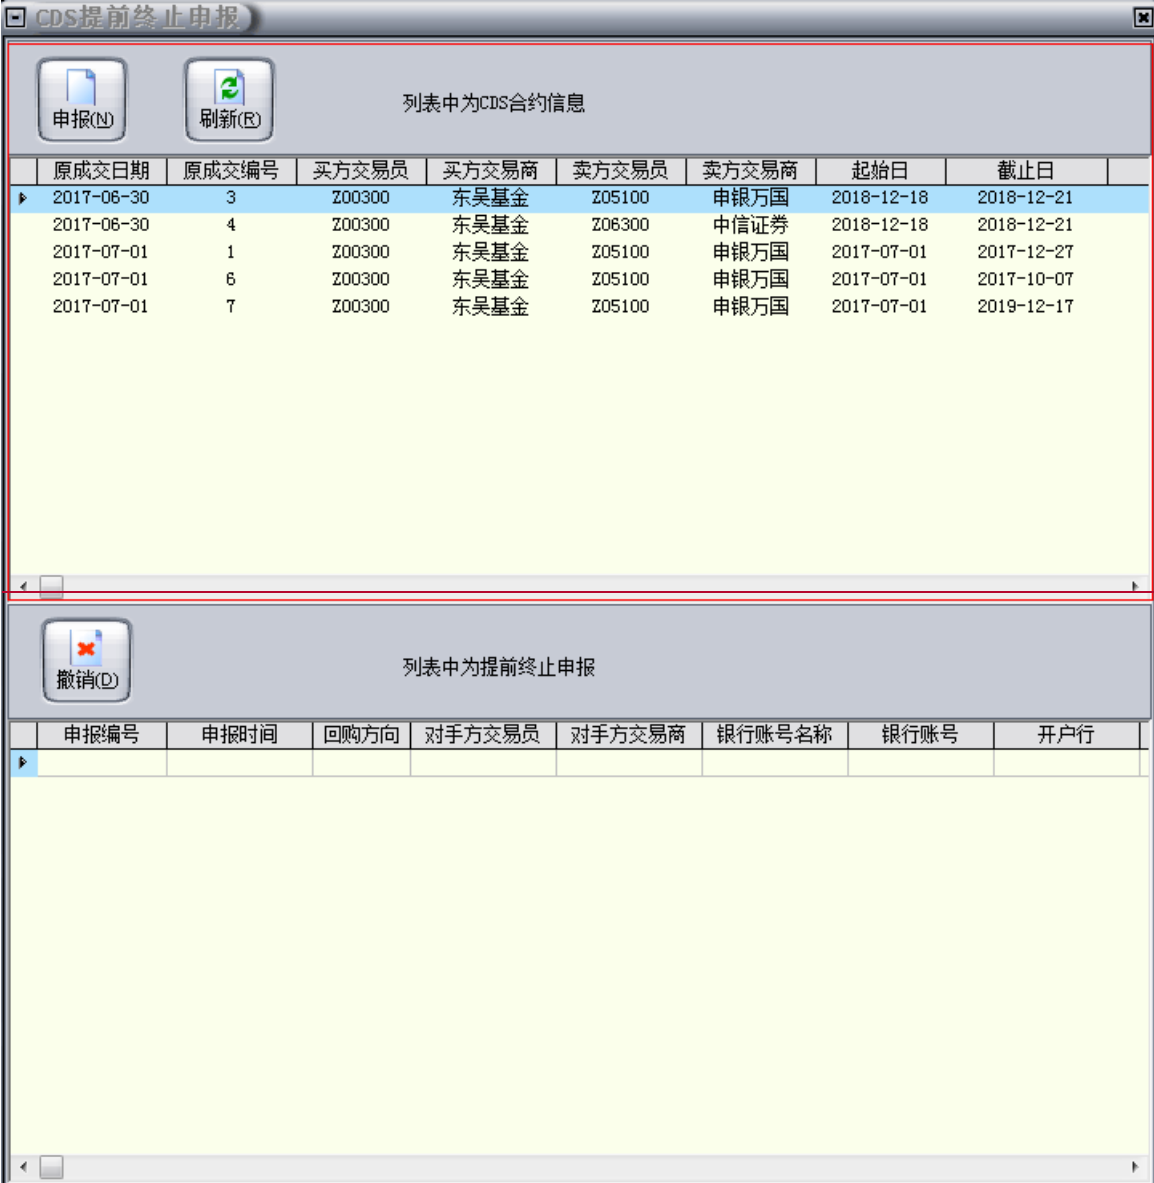 CDS提前终止申报
申报(N) 刷新(R) 列表中为CDS合约信息
原成交日期 原成交编号 买方交易员 买方交易商 卖方交易员 卖方交易商 起始日 截止日
2017-06-30 3 Z00300 东吴基金 Z05100 申银万国 2018-12-18 2018-12-21
2017-06-30 4 Z00300 东吴基金 Z06300 中信证券 2018-12-18 2018-12-21
2017-07-01 1 Z00300 东吴基金 Z05100 申银万国 2017-07-01 2017-12-27
2017-07-01 6 Z00300 东吴基金 Z05100 申银万国 2017-07-01 2017-10-07
2017-07-01 7 Z00300 东吴基金 Z05100 申银万国 2017-07-01 2019-12-17
撤销(D) 列表中为提前终止申报
申报编号 申报时间 回购方向 对手方交易员 对手方交易商 银行账号名称 银行账号 开户行